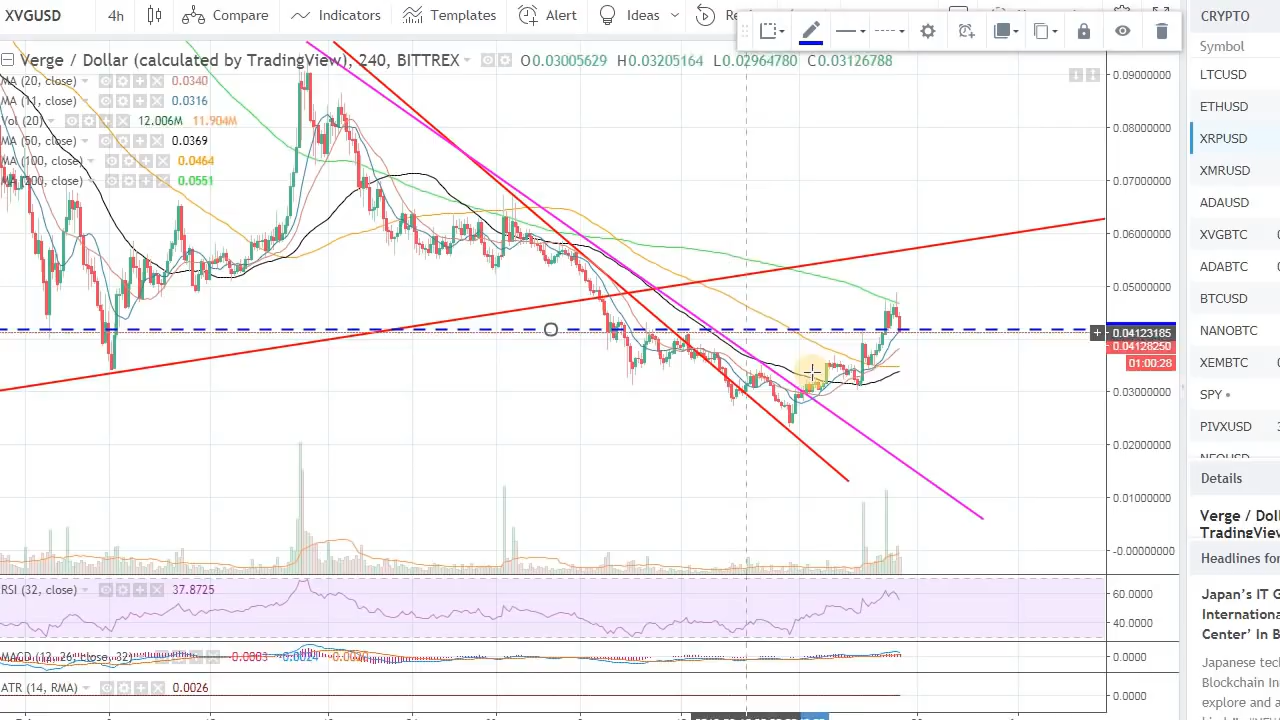 XVGUSD 4h Compare Indicators Templates Alert Ideas
Verge / Dollar (calculated by TradingView), 240, BITTREX O0.03005629 H0.03205164 L0.02964780 C0.03126788
MA (20, close) 0.0340
MA (11, close) 0.0316
Vol (20) 12.006M 11.904M
MA (50, close) 0.0369
MA (100, close) 0.0464
(200, close) 0.0551
0.09000000
0.08000000
0.07000000
0.06000000
0.05000000
0.04123185
0.04128250
01:00:28
0.03000000
0.02000000
0.01000000
-0.00000000
RSI (32, close) 37.8725
60.0000
40.0000
26, close,
0.0000
ATR (14, RMA) 0.0026
0.0000
CRYPTO
Symbol
LTCUSD
ETHUSD
XRPUSD
XMRUSD
ADAUSD
XVGBTC
ADABTC
BTCUSD
NANOBTC
XEMBTC
SPY
PIVXUSD
Details
Verge / Doll
TradingView
Headlines for
Japan's IT G
Internationa
Center' In B
Japanese tec
Blockchain In
explore and a